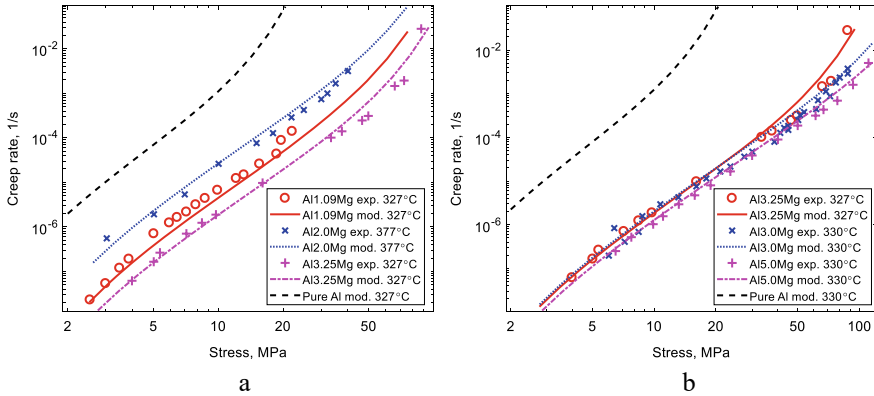 10⁻²
10⁻⁴
10⁻⁶
Creep rate, 1/s
2
5
10
20
50
Stress, MPa
Al1.09Mg exp. 327°C
Al1.09Mg mod. 327°C
Al2.0Mg exp. 377°C
Al2.0Mg mod. 377°C
Al3.25Mg exp. 327°C
Al3.25Mg mod. 327°C
Pure Al mod. 327°C
a
10⁻²
10⁻⁴
10⁻⁶
Creep rate, 1/s
2
5
10
20
50
100
Stress, MPa
Al3.25Mg exp. 327°C
Al3.25Mg mod. 327°C
Al3.0Mg exp. 330°C
Al3.0Mg mod. 330°C
Al5.0Mg exp. 330°C
Al5.0Mg mod. 330°C
Pure Al mod. 330°C
b